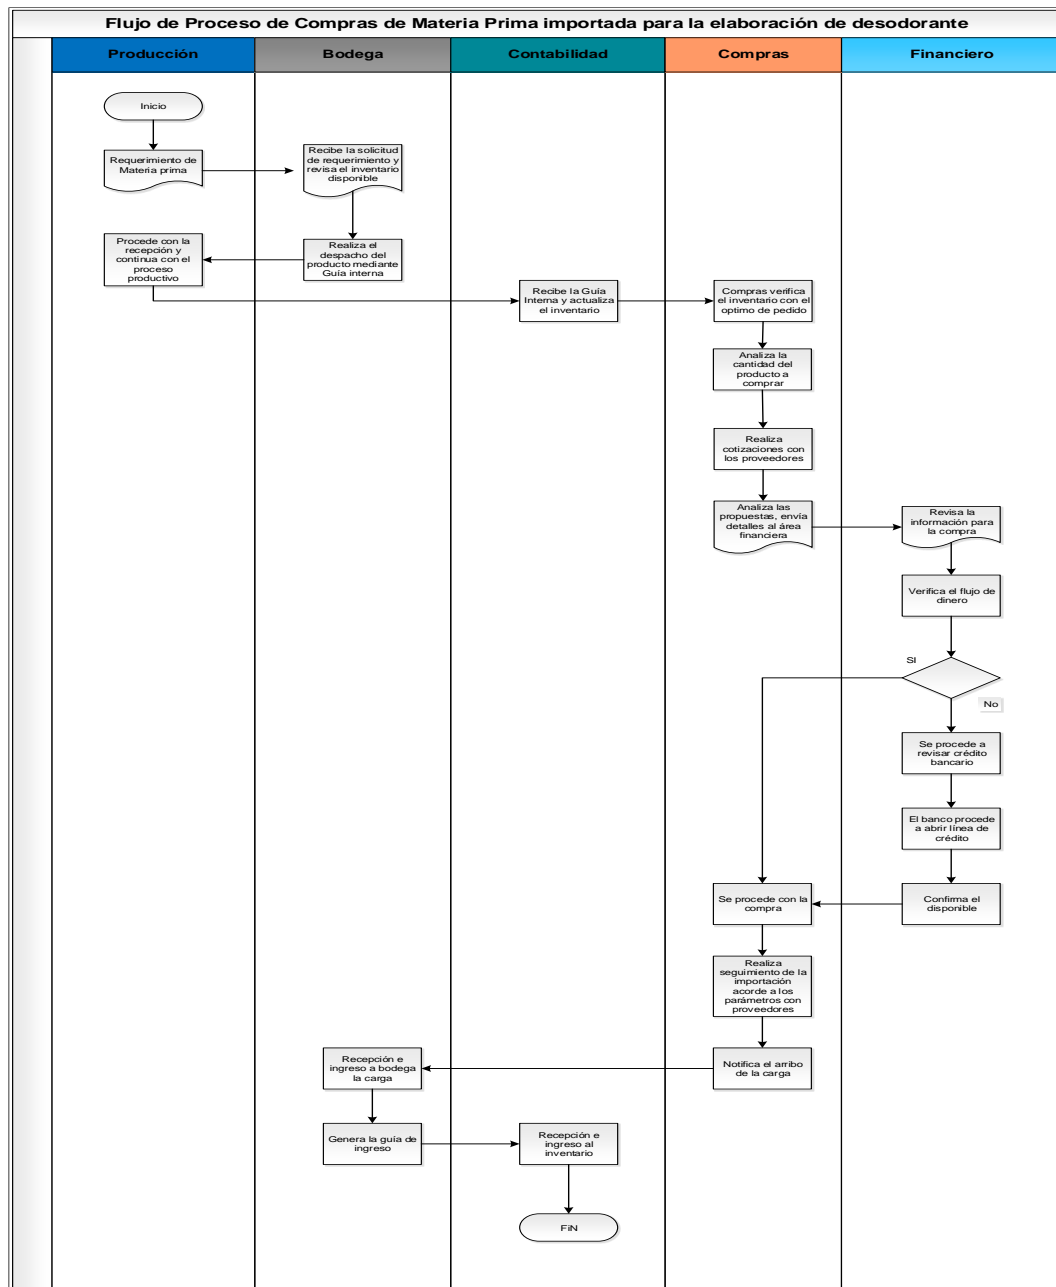 Flujo de Proceso de Compras de Materia Prima importada para la elaboración de desodorante
Producción
Bodega
Contabilidad
Compras
Financiero
Inicio
Requerimiento de
Materia prima
Recibe la solicitud
de requerimiento y
revisa el inventario
disponible
Procede con la
recepción y
continua con el
proceso
productivo
Realiza el
despacho del
producto mediante
Guía interna
Recibe la Guía
Interna y actualiza
el inventario
Compras verifica
el inventario con el
optimo de pedido
Analiza la
cantidad del
producto a
comprar
Realiza
cotizaciones con
los proveedores
Analiza las
propuestas, envía
detalles al área
financiera
Revisa la
información para
la compra
Verifica el flujo de
dinero
SI
No
Se procede a
revisar crédito
bancario
El banco procede
a abrir línea de
crédito
Se procede con la
compra
Confirma el
disponible
Realiza
seguimiento de la
importación
acorde a los
parámetros con
proveedores
Recepción e
ingreso a bodega
la carga
Notifica el arribo
de la carga
Genera la guía de
ingreso
Recepción e
ingreso al
inventario
FiN